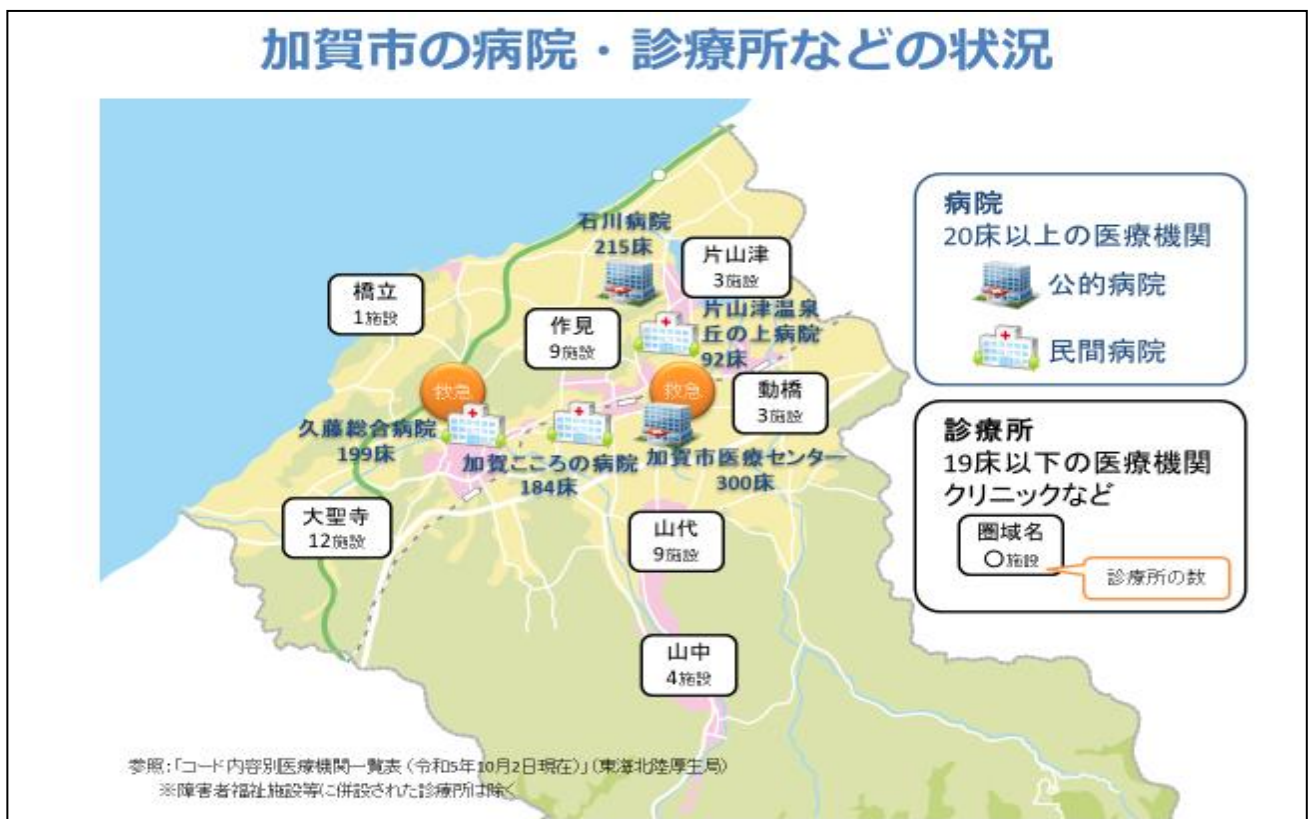 加賀市の病院・診療所などの状況
石川病院
215床
片山津
3施設
橋立
1施設
作見
9施設
片山津温泉
丘の上病院
92床
救急
救急
動橋
3施設
久藤総合病院
199床
加賀こころの病院
184床
加賀市医療センター
300床
大聖寺
12施設
山代
9施設
山中
4施設
病院
20床以上の医療機関
公的病院
民間病院
診療所
19床以下の医療機関
クリニックなど
圏域名
〇施設
診療所の数
参照:「コード内容別医療機関一覧表(令和5年10月2日現在)」(東海北陸厚生局)
※障害者福祉施設等に併設された診療所は除く